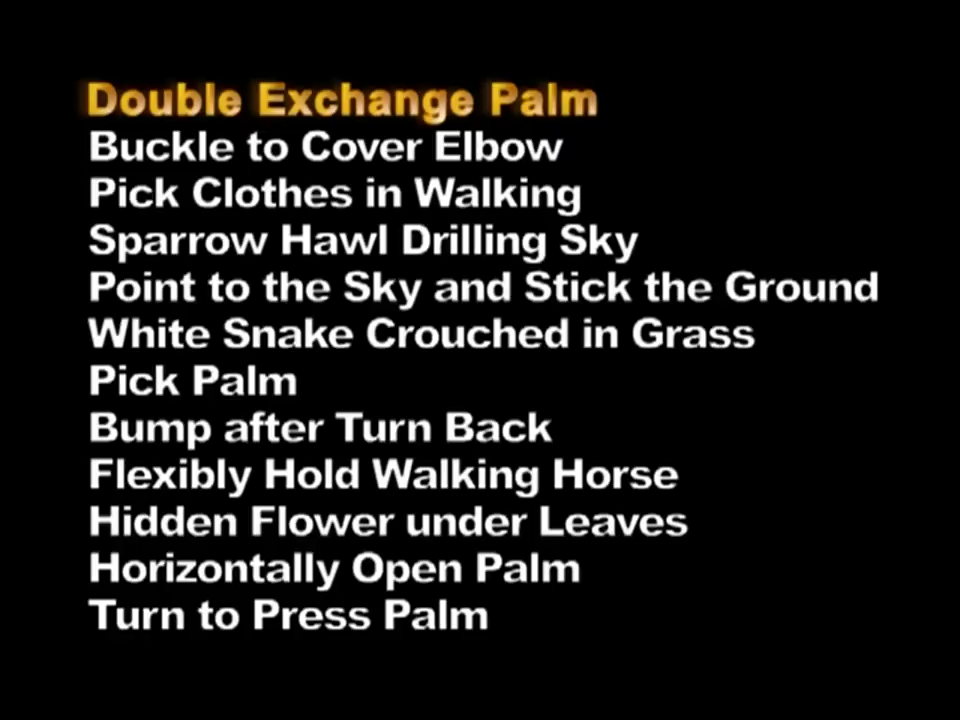 Double Exchange Palm
Buckle to Cover Elbow
Pick Clothes in Walking
Sparrow Hawl Drilling Sky
Point to the Sky and Stick the Ground
White Snake Crouched in Grass
Pick Palm
Bump after Turn Back
Flexibly Hold Walking Horse
Hidden Flower under Leaves
Horizontally Open Palm
Turn to Press Palm